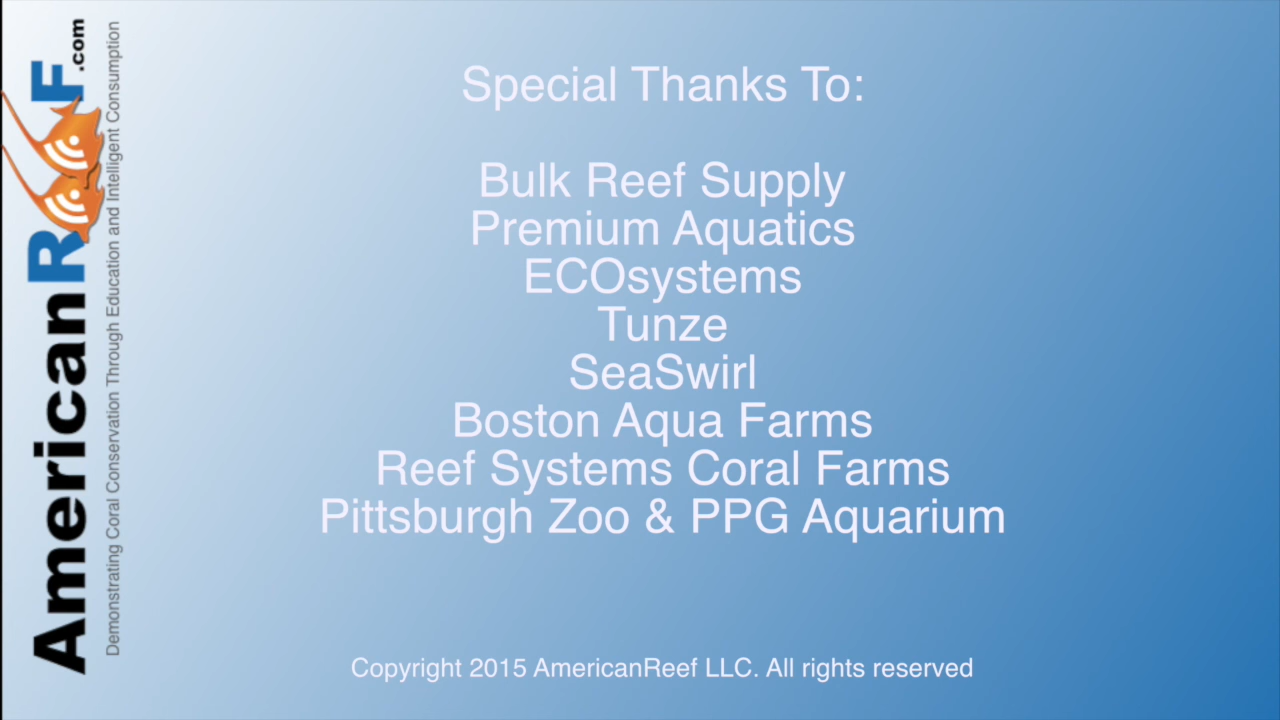 AmericanReeF.com
Demonstrating Coral Conservation Through Education and Intelligent Consumption
Special Thanks To:
Bulk Reef Supply
Premium Aquatics
ECOsystems
Tunze
SeaSwirl
Boston Aqua Farms
Reef Systems Coral Farms
Pittsburgh Zoo & PPG Aquarium
Copyright 2015 AmericanReef LLC. All rights reserved